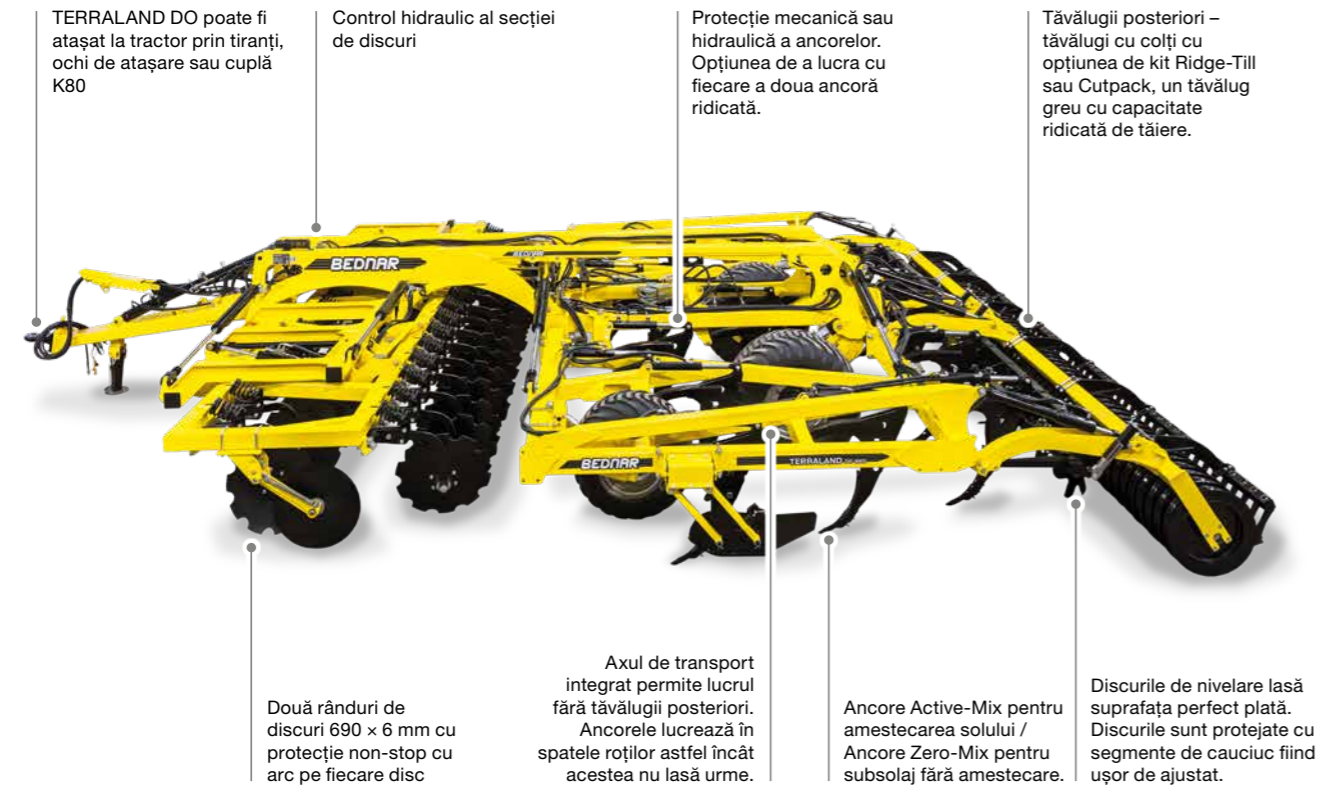 TERRALAND DO poate fi
atașat la tractor prin tiranți,
ochi de atașare sau cuplă
K80
Control hidraulic al secției
de discuri
Protecție mecanică sau
hidraulică a ancorelor.
Opțiunea de a lucra cu
fiecare a doua ancoră
ridicată.
Tăvălugii posteriori –
tăvălugi cu colți cu
opțiunea de kit Ridge-Till
sau Cutpack, un tăvălug
greu cu capacitate
ridicată de tăiere.
BEDNAR
BEDNAR
BEDNAR
TERRALAND
Două rânduri de
discuri 690 × 6 mm cu
protecție non-stop cu
arc pe fiecare disc
Axul de transport
integrat permite lucrul
fără tăvălugii posteriori.
Ancorele lucrează în
spatele roților astfel încât
acestea nu lasă urme.
Ancore Active-Mix pentru
amestecarea solului /
Ancore Zero-Mix pentru
subsolaj fără amestecare.
Discurile de nivelare lasă
suprafața perfect plată.
Discurile sunt protejate cu
segmente de cauciuc fiind
ușor de ajustat.